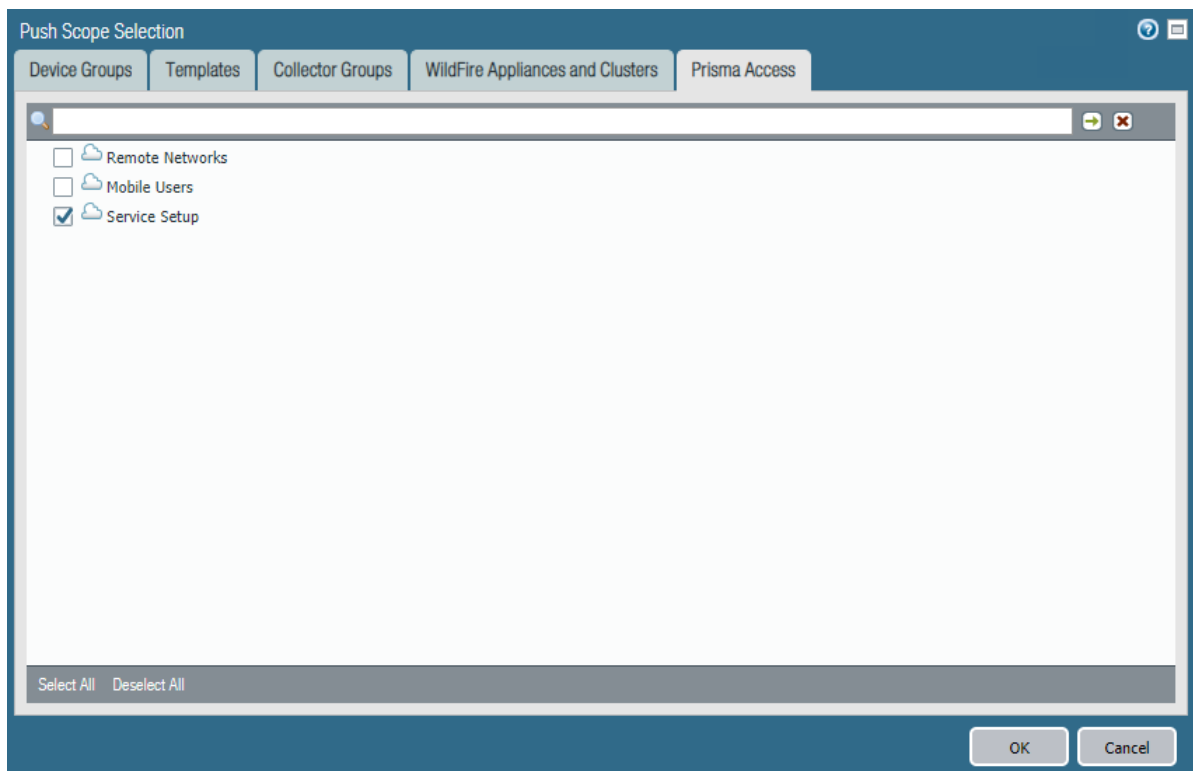 Push Scope Selection
Device Groups Templates Collector Groups WildFire Appliances and Clusters Prisma Access
Remote Networks
Mobile Users
Service Setup
Select All Deselect All
OK Cancel